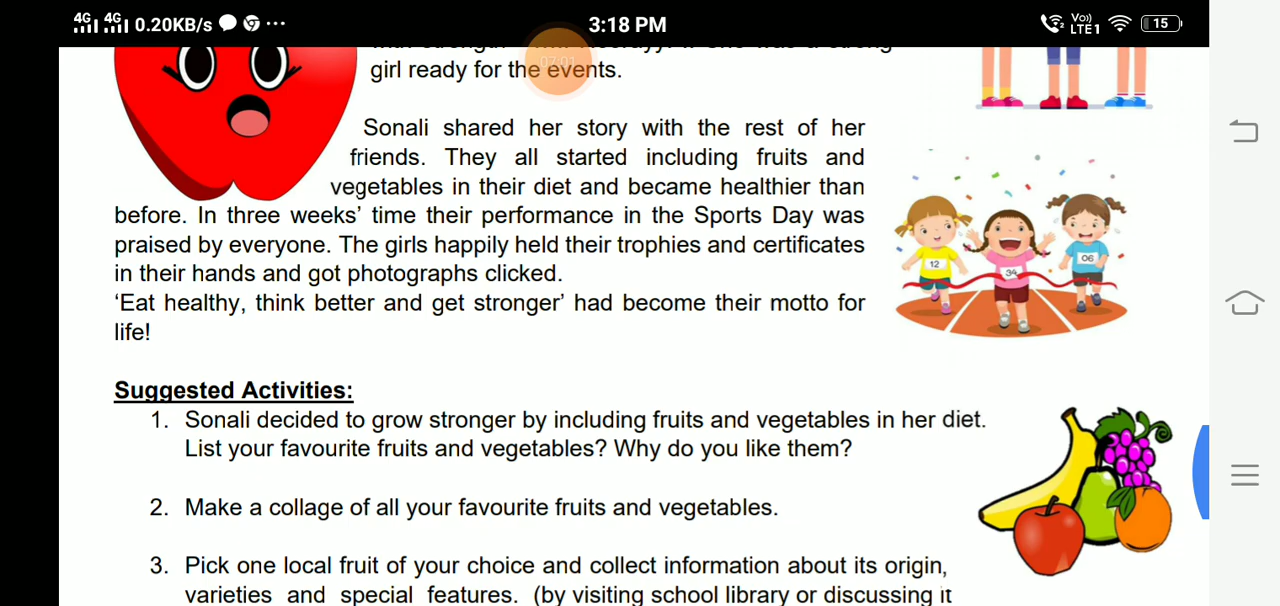 4G 4G 0.20KB/s ...
3:18 PM
Vo))
LTE1
15
girl ready for the events.
07:01
Sonali shared her story with the rest of her
friends. They all started including fruits and
vegetables in their diet and became healthier than
before. In three weeks’ time their performance in the Sports Day was
praised by everyone. The girls happily held their trophies and certificates
in their hands and got photographs clicked.
‘Eat healthy, think better and get stronger’ had become their motto for
life!
12
34
06
Suggested Activities:
1. Sonali decided to grow stronger by including fruits and vegetables in her diet.
List your favourite fruits and vegetables? Why do you like them?
2. Make a collage of all your favourite fruits and vegetables.
3. Pick one local fruit of your choice and collect information about its origin,
varieties and special features. (by visiting school library or discussing it